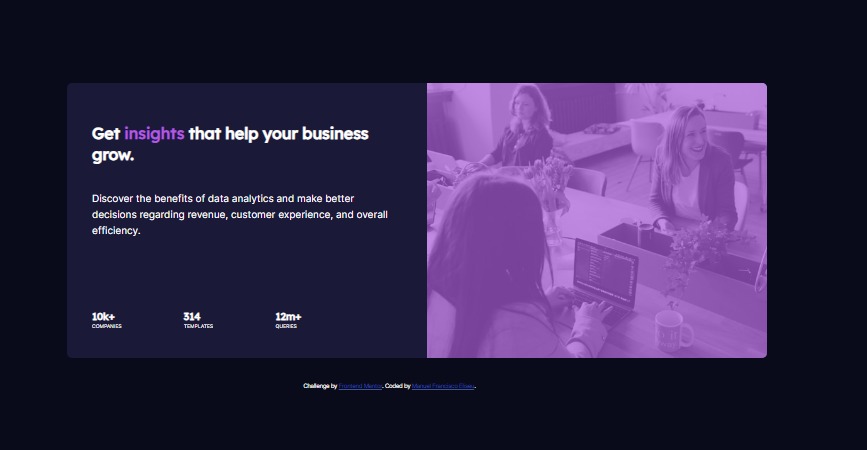 Get insights that help your business
grow.
Discover the benefits of data analytics and make better
decisions regarding revenue, customer experience, and overall
efficiency.
10k+ 314 12m+
COMPANIES TEMPLATES QUERIES
Challenge by Frontend Mentor. Coded by Manuel Francisco